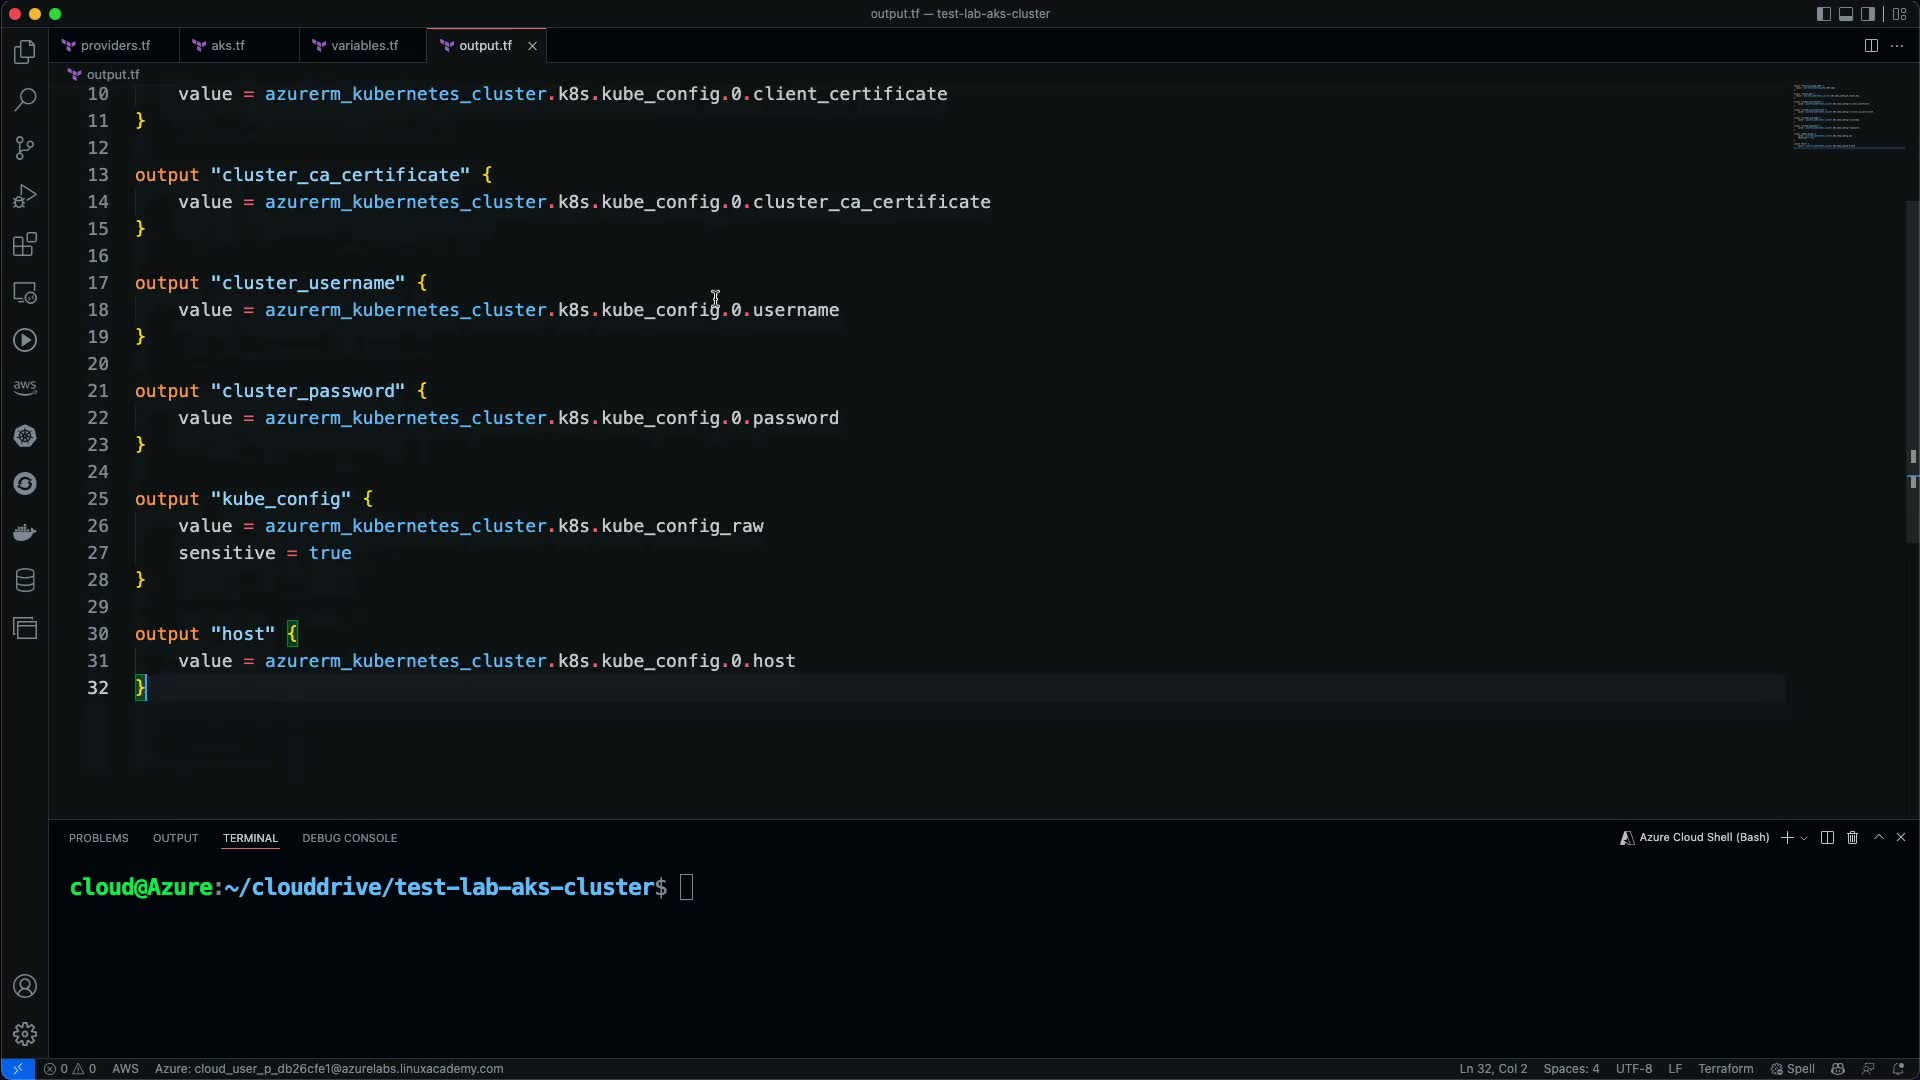 output.tf — test-lab-aks-cluster
providers.tf
aks.tf
variables.tf
output.tf
output.tf
10 value = azurerm_kubernetes_cluster.k8s.kube_config.0.client_certificate
11 }
12
13 output "cluster_ca_certificate" {
14 value = azurerm_kubernetes_cluster.k8s.kube_config.0.cluster_ca_certificate
15 }
16
17 output "cluster_username" {
18 value = azurerm_kubernetes_cluster.k8s.kube_config.0.username
19 }
20
21 output "cluster_password" {
22 value = azurerm_kubernetes_cluster.k8s.kube_config.0.password
23 }
24
25 output "kube_config" {
26 value = azurerm_kubernetes_cluster.k8s.kube_config_raw
27 sensitive = true
28 }
29
30 output "host" {
31 value = azurerm_kubernetes_cluster.k8s.kube_config.0.host
32 }
aws
PROBLEMS OUTPUT TERMINAL DEBUG CONSOLE Azure Cloud Shell (Bash)
cloud@Azure:~/clouddrive/test-lab-aks-cluster$
0 0 AWS Azure: cloud_user_p_db26cfe1@azurelabs.linuxacademy.com Ln 32, Col 2 Spaces: 4 UTF-8 LF Terraform Spell